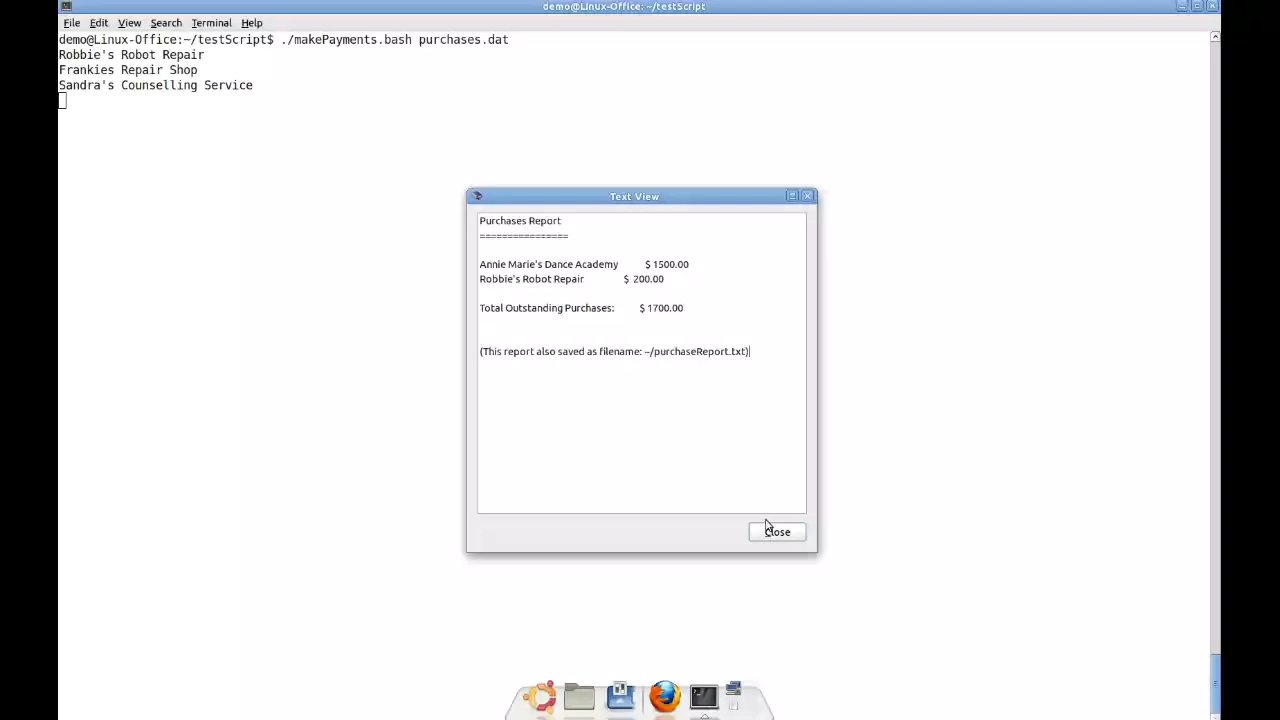 demo@Linux-Office: ~/testScript
File Edit View Search Terminal Help
demo@Linux-Office:~/testScript$ ./makePayments.bash purchases.dat
Robbie's Robot Repair
Frankies Repair Shop
Sandra's Counselling Service
Text View
Purchases Report
================
Annie Marie's Dance Academy $ 1500.00
Robbie's Robot Repair $ 200.00
Total Outstanding Purchases: $ 1700.00
(This report also saved as filename: ~/purchaseReport.txt)
Close